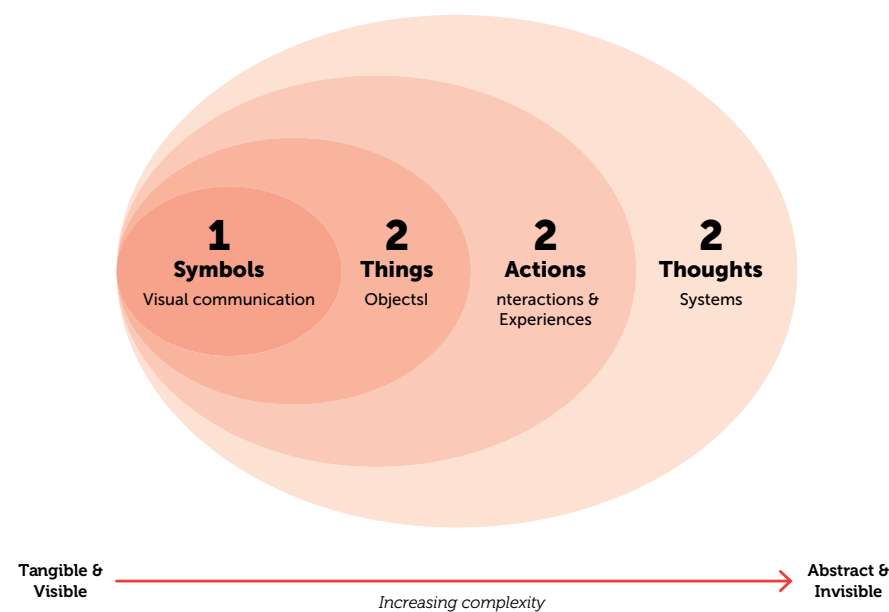 1
Symbols
Visual communication
2
Things
ObjectsI
2
Actions
nteractions &
Experiences
2
Thoughts
Systems
Tangible &
Visible
Increasing complexity
Abstract &
Invisible